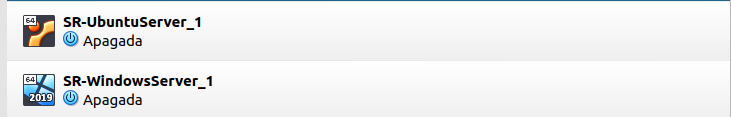 64
SR-UbuntuServer_1
Apagada
64
2019
SR-WindowsServer_1
Apagada